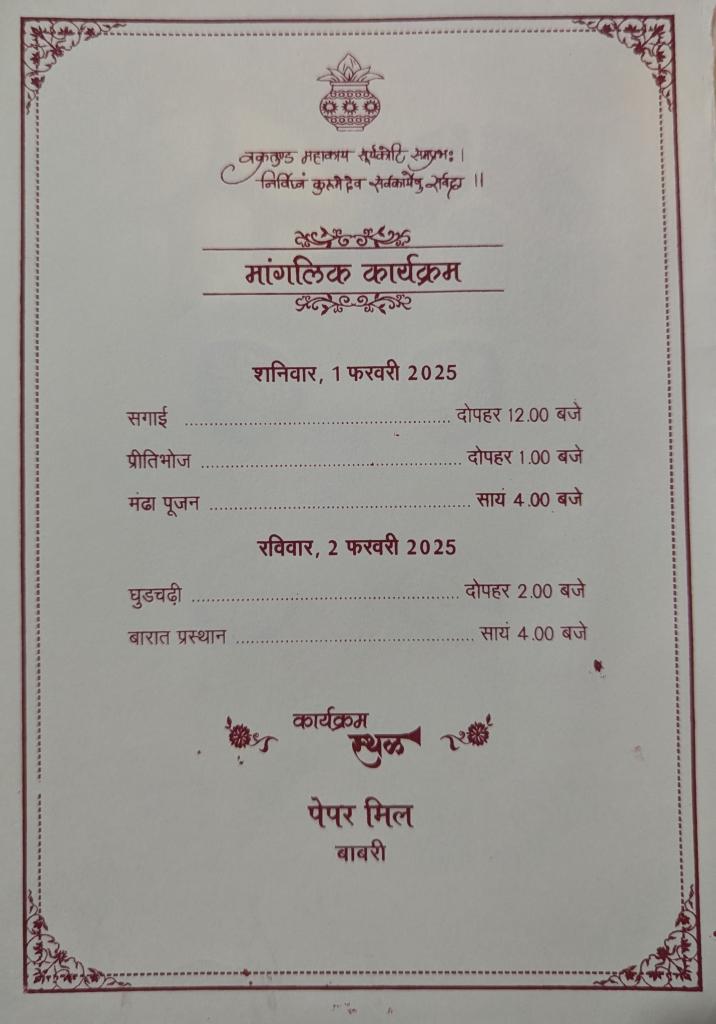 वक्रतुण्ड महाकाय सूर्यकोटि समप्रभः।
निर्विघ्नं कुरूमेदेव सर्वकार्येषु सर्वदा ॥
मांगलिक कार्यक्रम
शनिवार, 1 फरवरी 2025
सगाई ........................................ दोपहर 12.00 बजे
प्रीतिभोज ........................................ दोपहर 1.00 बजे
मंढा पूजन ........................................ सायं 4.00 बजे
रविवार, 2 फरवरी 2025
घुडचढ़ी ........................................ दोपहर 2.00 बजे
बारात प्रस्थान ........................................ सायं 4.00 बजे
कार्यक्रम
स्थळ
पेपर मिल
बाबरी